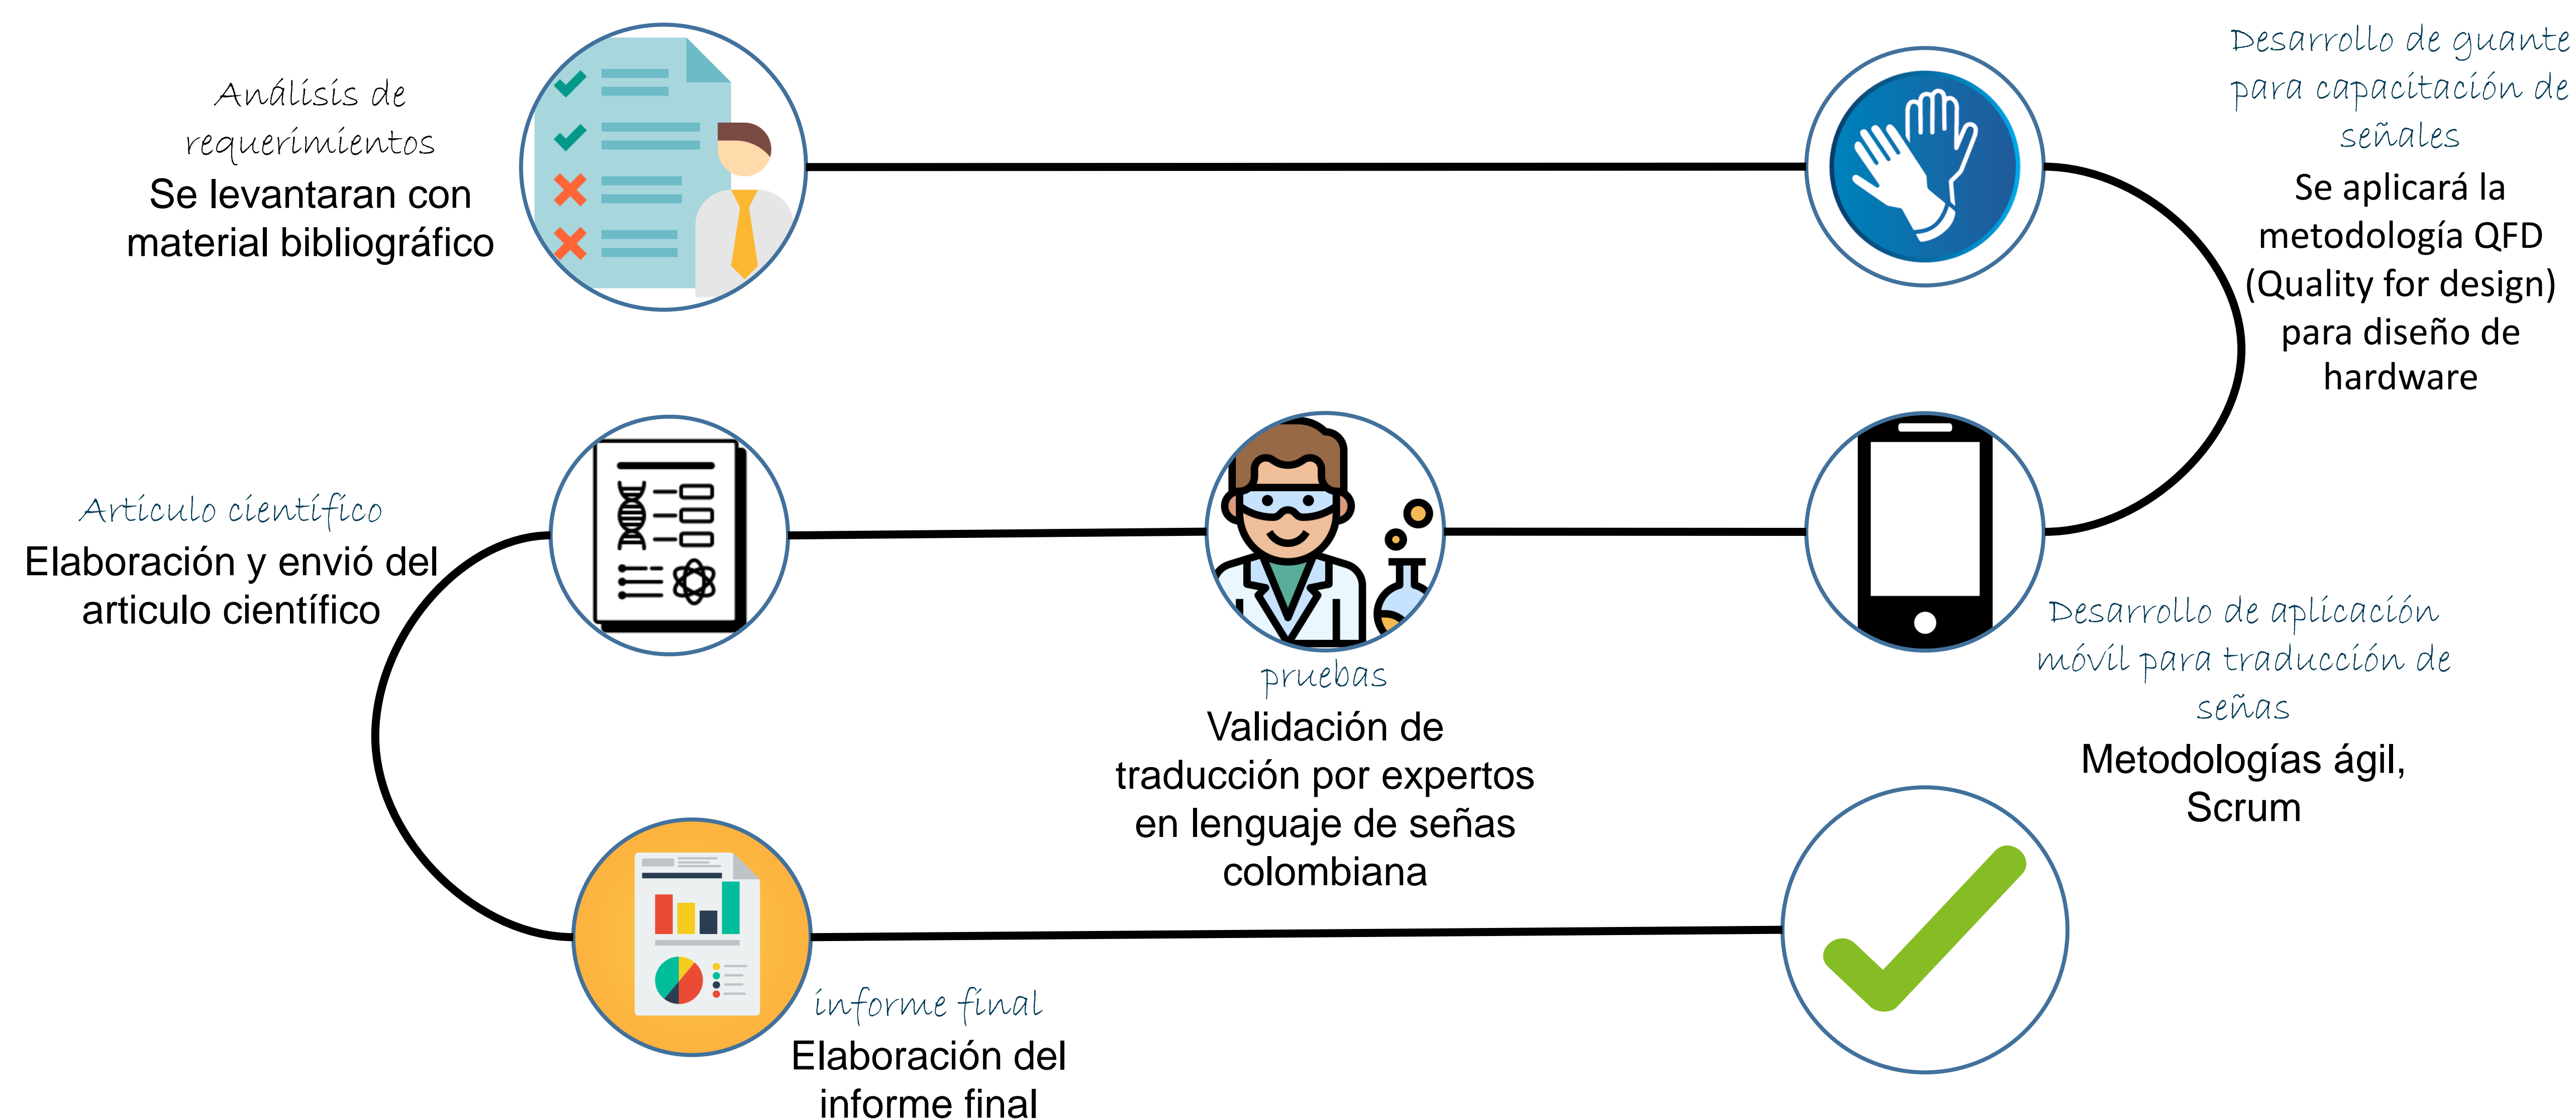 Análisis de
requerimientos
Se levantaran con
material bibliográfico
Desarrollo de guante
para capacitación de
señales
Se aplicará la
metodología QFD
(Quality for design)
para diseño de
hardware
Desarrollo de aplicación
móvil para traducción de
señas
Metodologías ágil,
Scrum
pruebas
Validación de
traducción por expertos
en lenguaje de señas
colombiana
Artículo científico
Elaboración y envió del
articulo científico
informe final
Elaboración del
informe final